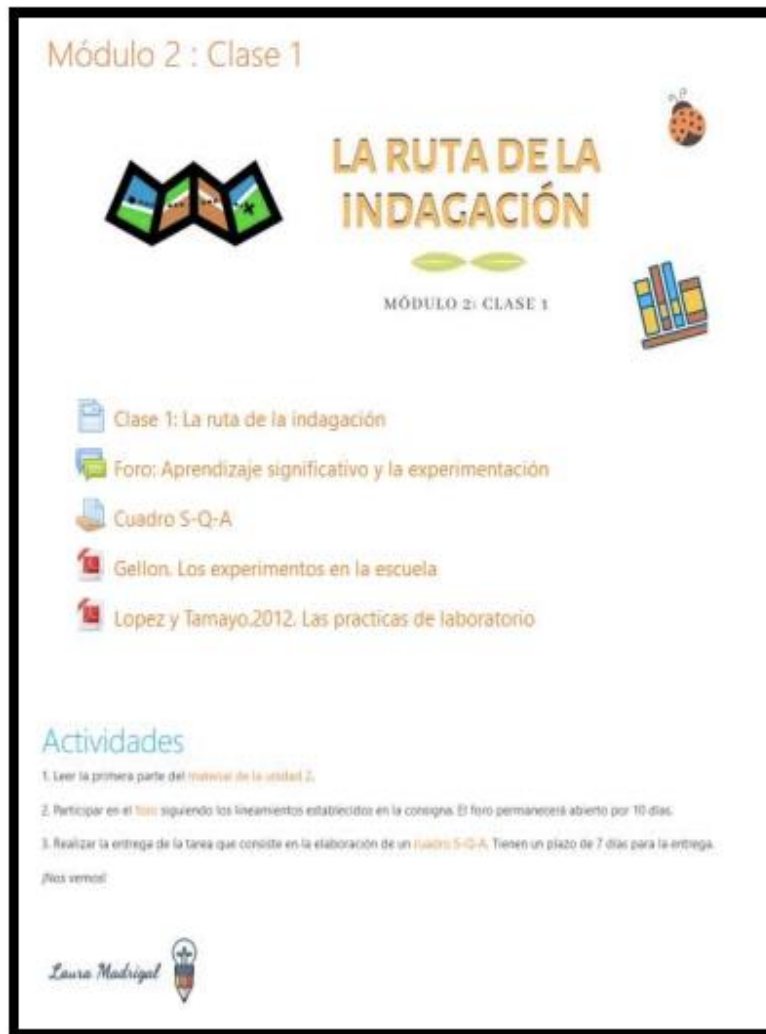 Módulo 2 : Clase 1
LA RUTA DE LA
INDAGACIÓN
MÓDULO 2: CLASE 1
Clase 1: La ruta de la indagación
Foro: Aprendizaje significativo y la experimentación
Cuadro S-Q-A
Gellon. Los experimentos en la escuela
Lopez y Tamayo.2012. Las practicas de laboratorio
Actividades
1. Leer la primera parte del material de la unidad 2.
2. Participar en el foro siguiendo los lineamientos establecidos en la consigna. El foro permanecerá abierto por 10 días.
3. Realizar la entrega de la tarea que consiste en la elaboración de un cuadro S-Q-A. Tienen un plazo de 7 días para la entrega.
¡Nos vemos!
Laura Madrigal